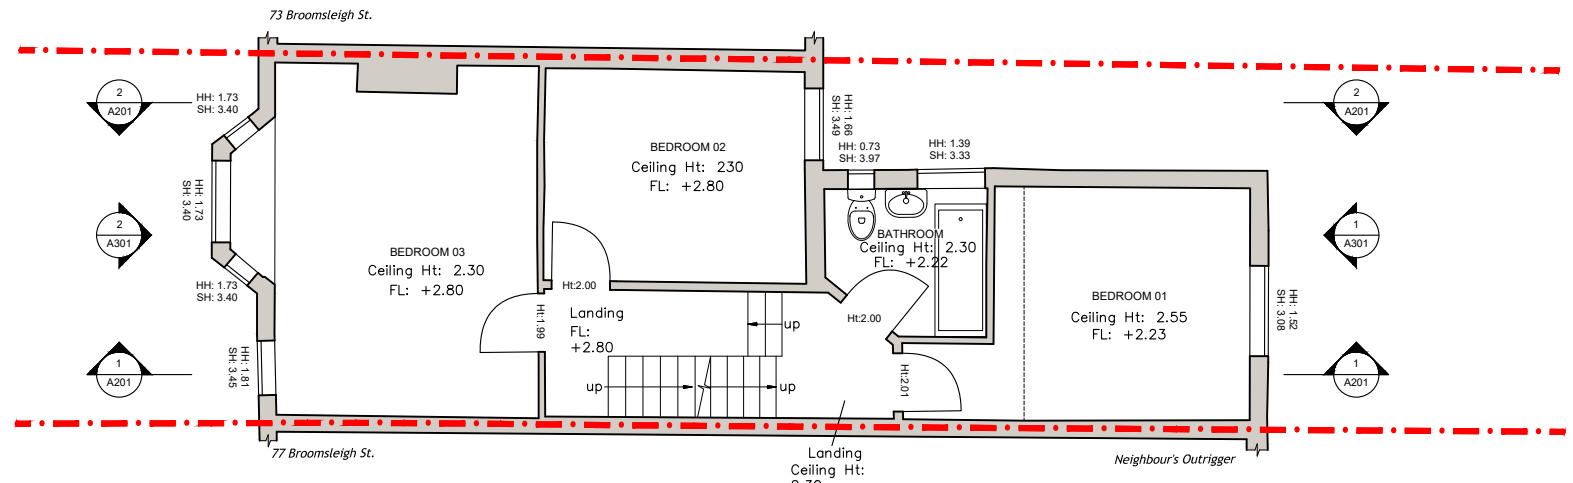 73 Broomsleigh St.
2
A201
HH: 1.73
SH: 3.40
HH: 1.66
SH: 3.49
2
A201
HH: 0.73
SH: 3.97
HH: 1.39
SH: 3.33
BEDROOM 02
Ceiling Ht: 230
FL: +2.80
HH: 1.73
SH: 3.40
2
A301
BEDROOM 03
Ceiling Ht: 2.30
FL: +2.80
BATHROOM
Ceiling Ht: 2.30
FL: +2.22
1
A301
HH: 1.73
SH: 3.40
Ht:2.00
Ht:1.99
Landing
FL:
+2.80
up
Ht:2.00
BEDROOM 01
Ceiling Ht: 2.55
FL: +2.23
HH: 1.52
SH: 3.08
1
A201
HH: 1.81
SH: 3.45
up
up
Ht:2.01
1
A201
77 Broomsleigh St.
Landing
Ceiling Ht:
Neighbour's Outrigger